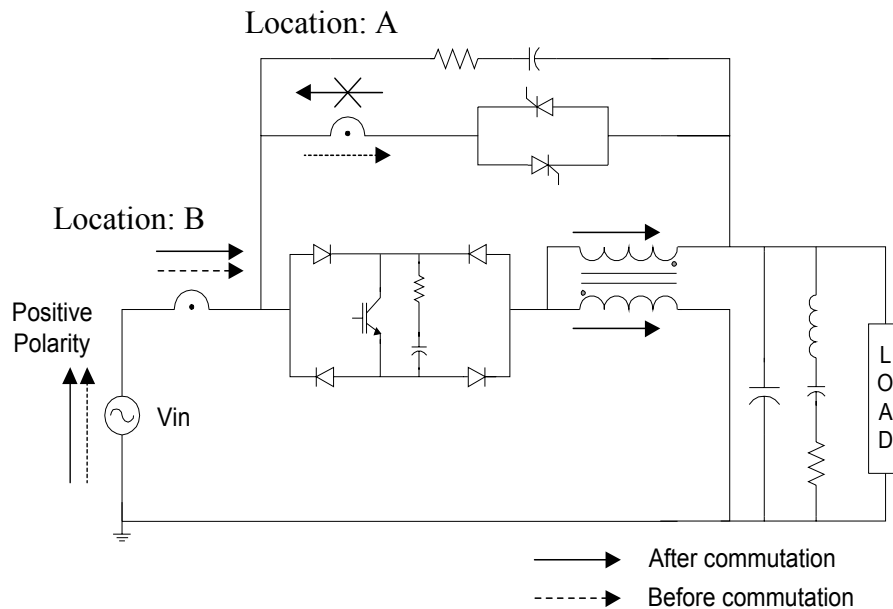 Location: A
Location: B
Positive
Polarity
Vin
L
O
A
D
After commutation
Before commutation